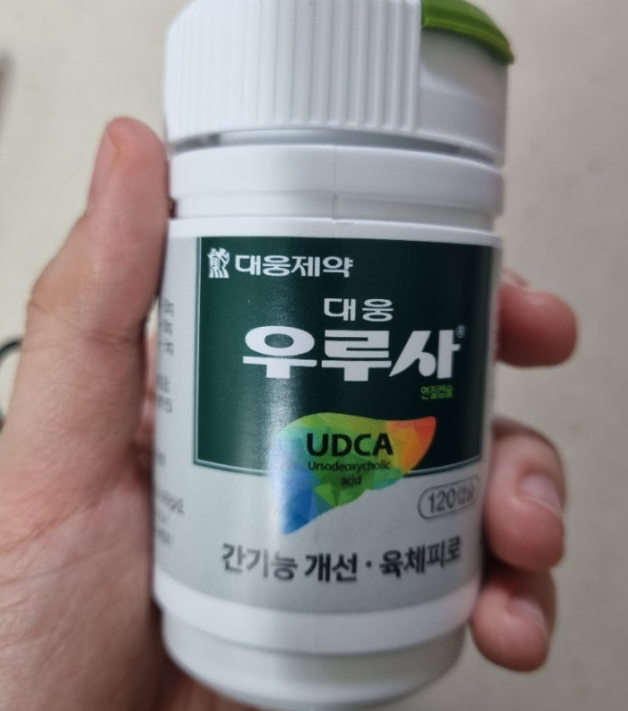 대웅제약
대웅
우루사®
연질캡슐
UDCA
Ursodeoxycholic
acid
120캡슐
간기능 개선 · 육체피로